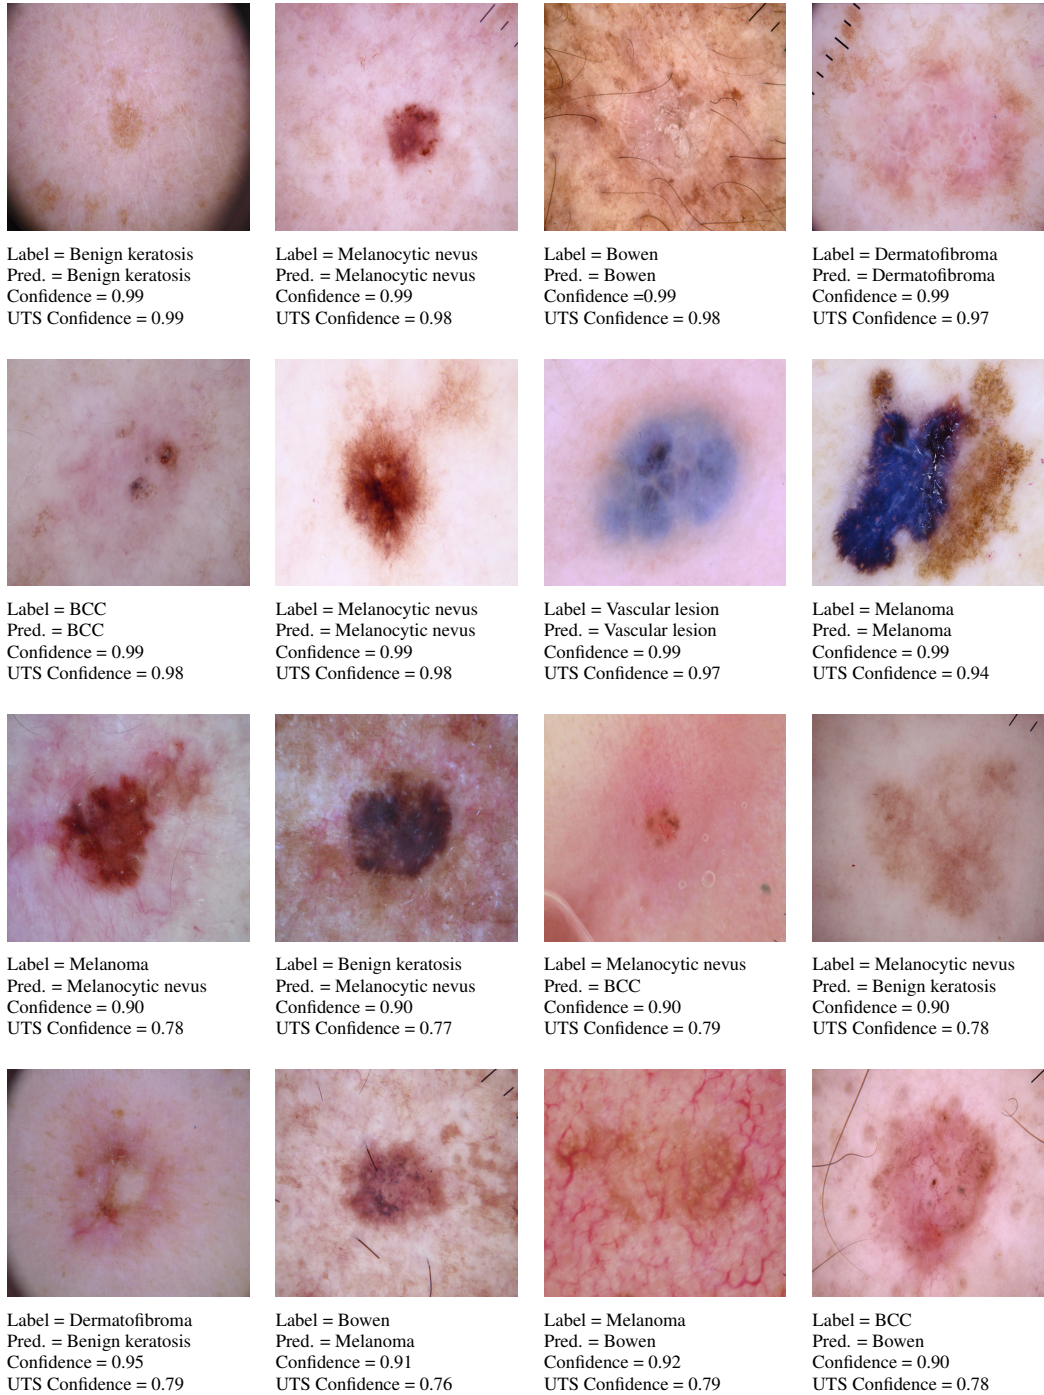 Label = Benign keratosis
Pred. = Benign keratosis
Confidence = 0.99
UTS Confidence = 0.99
Label = Melanocytic nevus
Pred. = Melanocytic nevus
Confidence = 0.99
UTS Confidence = 0.98
Label = Bowen
Pred. = Bowen
Confidence =0.99
UTS Confidence = 0.98
Label = Dermatofibroma
Pred. = Dermatofibroma
Confidence = 0.99
UTS Confidence = 0.97
Label = BCC
Pred. = BCC
Confidence = 0.99
UTS Confidence = 0.98
Label = Melanocytic nevus
Pred. = Melanocytic nevus
Confidence = 0.99
UTS Confidence = 0.98
Label = Vascular lesion
Pred. = Vascular lesion
Confidence = 0.99
UTS Confidence = 0.97
Label = Melanoma
Pred. = Melanoma
Confidence = 0.99
UTS Confidence = 0.94
Label = Melanoma
Pred. = Melanocytic nevus
Confidence = 0.90
UTS Confidence = 0.78
Label = Benign keratosis
Pred. = Melanocytic nevus
Confidence = 0.90
UTS Confidence = 0.77
Label = Melanocytic nevus
Pred. = BCC
Confidence = 0.90
UTS Confidence = 0.79
Label = Melanocytic nevus
Pred. = Benign keratosis
Confidence = 0.90
UTS Confidence = 0.78
Label = Dermatofibroma
Pred. = Benign keratosis
Confidence = 0.95
UTS Confidence = 0.79
Label = Bowen
Pred. = Melanoma
Confidence = 0.91
UTS Confidence = 0.76
Label = Melanoma
Pred. = Bowen
Confidence = 0.92
UTS Confidence = 0.79
Label = BCC
Pred. = Bowen
Confidence = 0.90
UTS Confidence = 0.78